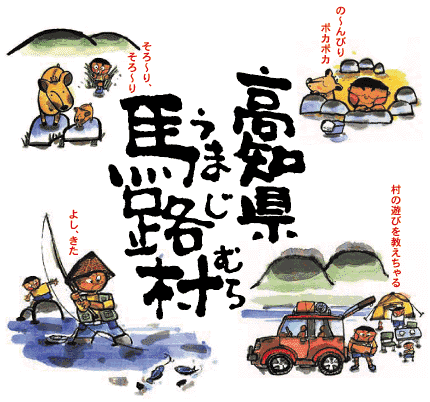 の〜んびり
ポカポカ
そろ〜り、
そろ〜り
高知県
うまじ
馬路村
むら
よし、きた
村の遊びを教えちゃる